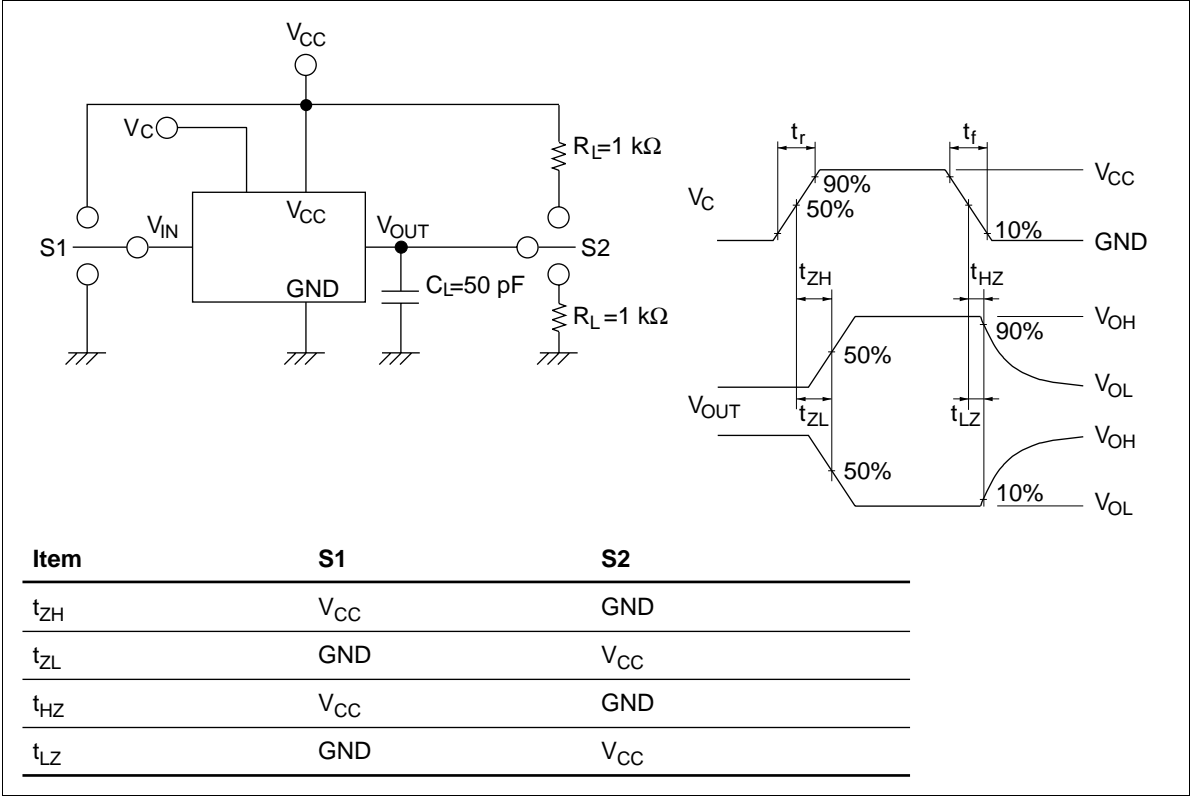 VCC
VC
RL=1 kΩ
S1
VIN
VCC
GND
VOUT
CL=50 pF
S2
RL =1 kΩ
tr
tf
VC
90%
50%
10%
VCC
GND
tZH
tHZ
VOUT
50%
90%
VOH
VOL
tZL
tLZ
50%
10%
VOH
VOL
Item S1 S2
tZH VCC GND
tZL GND VCC
tHZ VCC GND
tLZ GND VCC